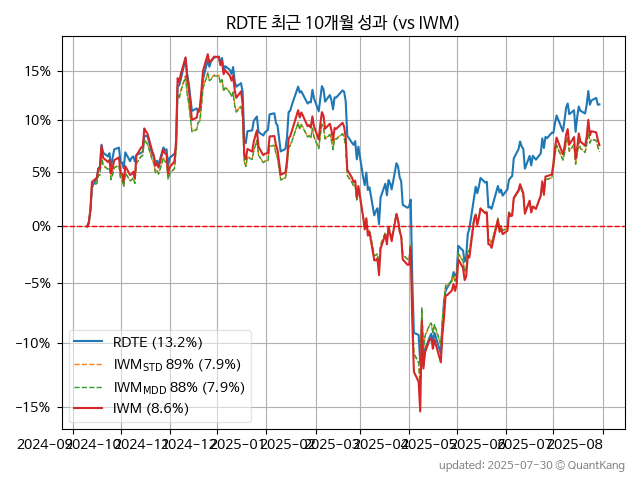 RDTE 최근 10개월 성과 (vs IWM)
15%
10%
5%
0%
−5%
−10%
−15%
RDTE (13.2%)
IWM_STD 89% (7.9%)
IWM_MDD 88% (7.9%)
IWM (8.6%)
2024-09 2024-10 2024-11 2024-12 2025-01 2025-02 2025-03 2025-04 2025-05 2025-06 2025-07 2025-08
updated: 2025-07-30 © QuantKang